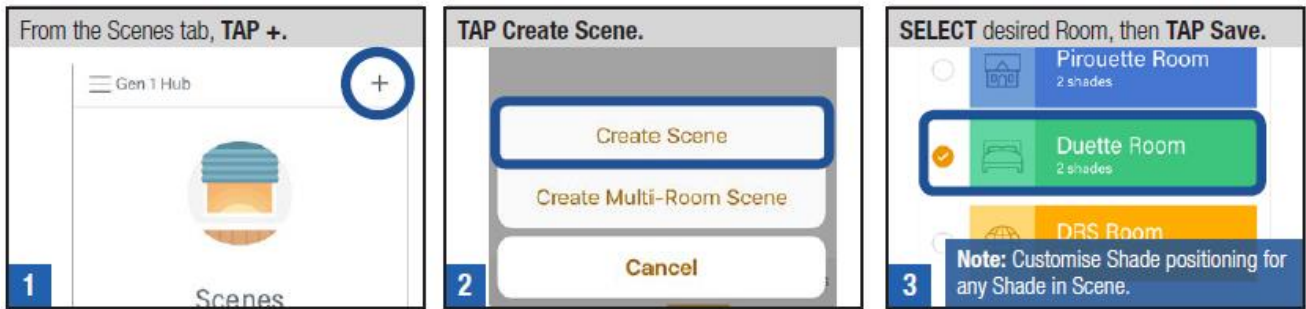 From the Scenes tab, TAP +.
Gen 1 Hub
+
Scenes
1
TAP Create Scene.
Create Scene
Create Multi-Room Scene
Cancel
2
SELECT desired Room, then TAP Save.
Pirouette Room
2 shades
Duette Room
2 shades
DBS Room
Note: Customise Shade positioning for
any Shade in Scene.
3